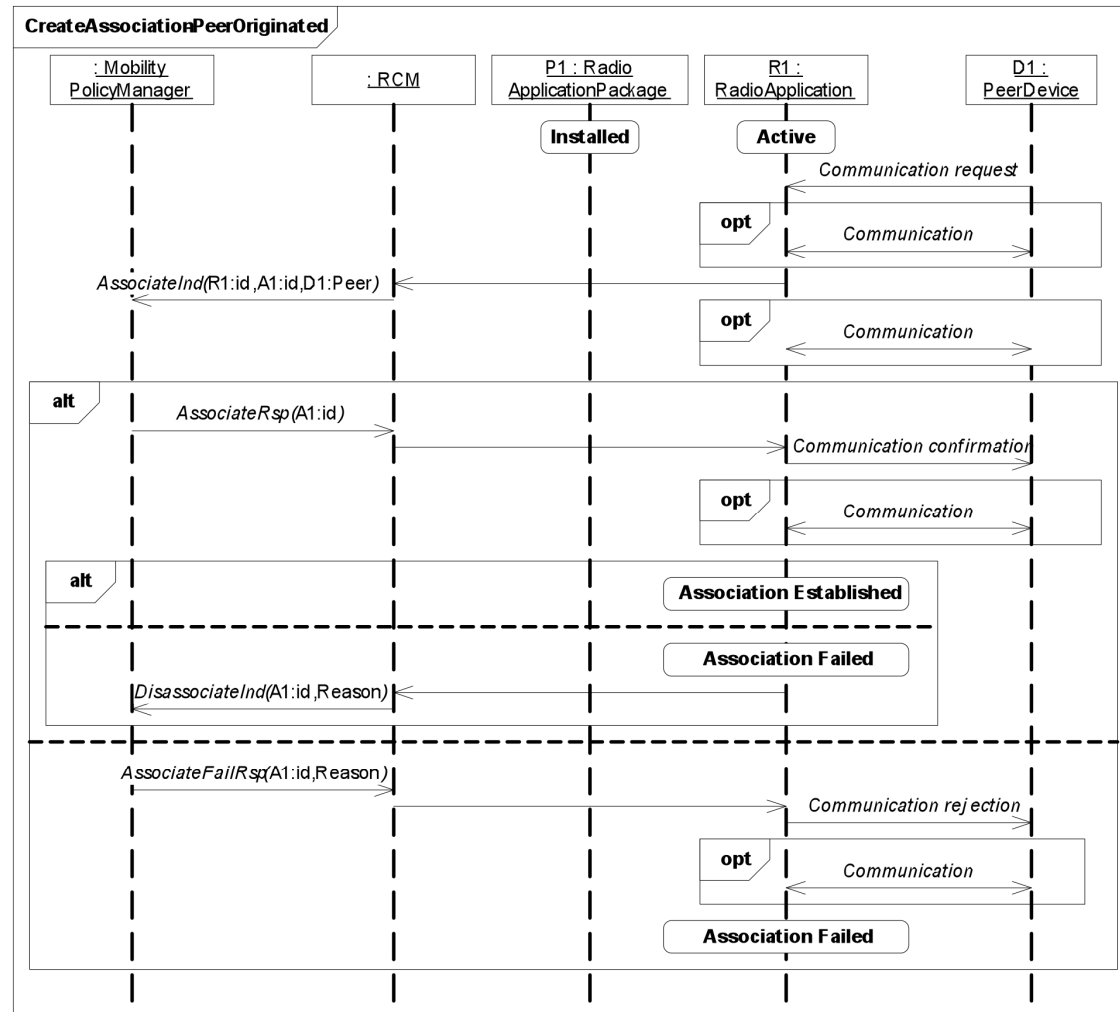 CreateAssociationPeerOriginated
: Mobility
PolicyManager
: RCM
P1 : Radio
ApplicationPackage
R1 :
RadioApplication
D1 :
PeerDevice
Installed
Active
Communication request
opt
Communication
AssociateInd(R1:id,A1:id,D1:Peer)
opt
Communication
alt
AssociateRsp(A1:id)
Communication confirmation
opt
Communication
alt
Association Established
Association Failed
DisassociateInd(A1:id,Reason)
AssociateFailRsp(A1:id,Reason)
Communication rejection
opt
Communication
Association Failed